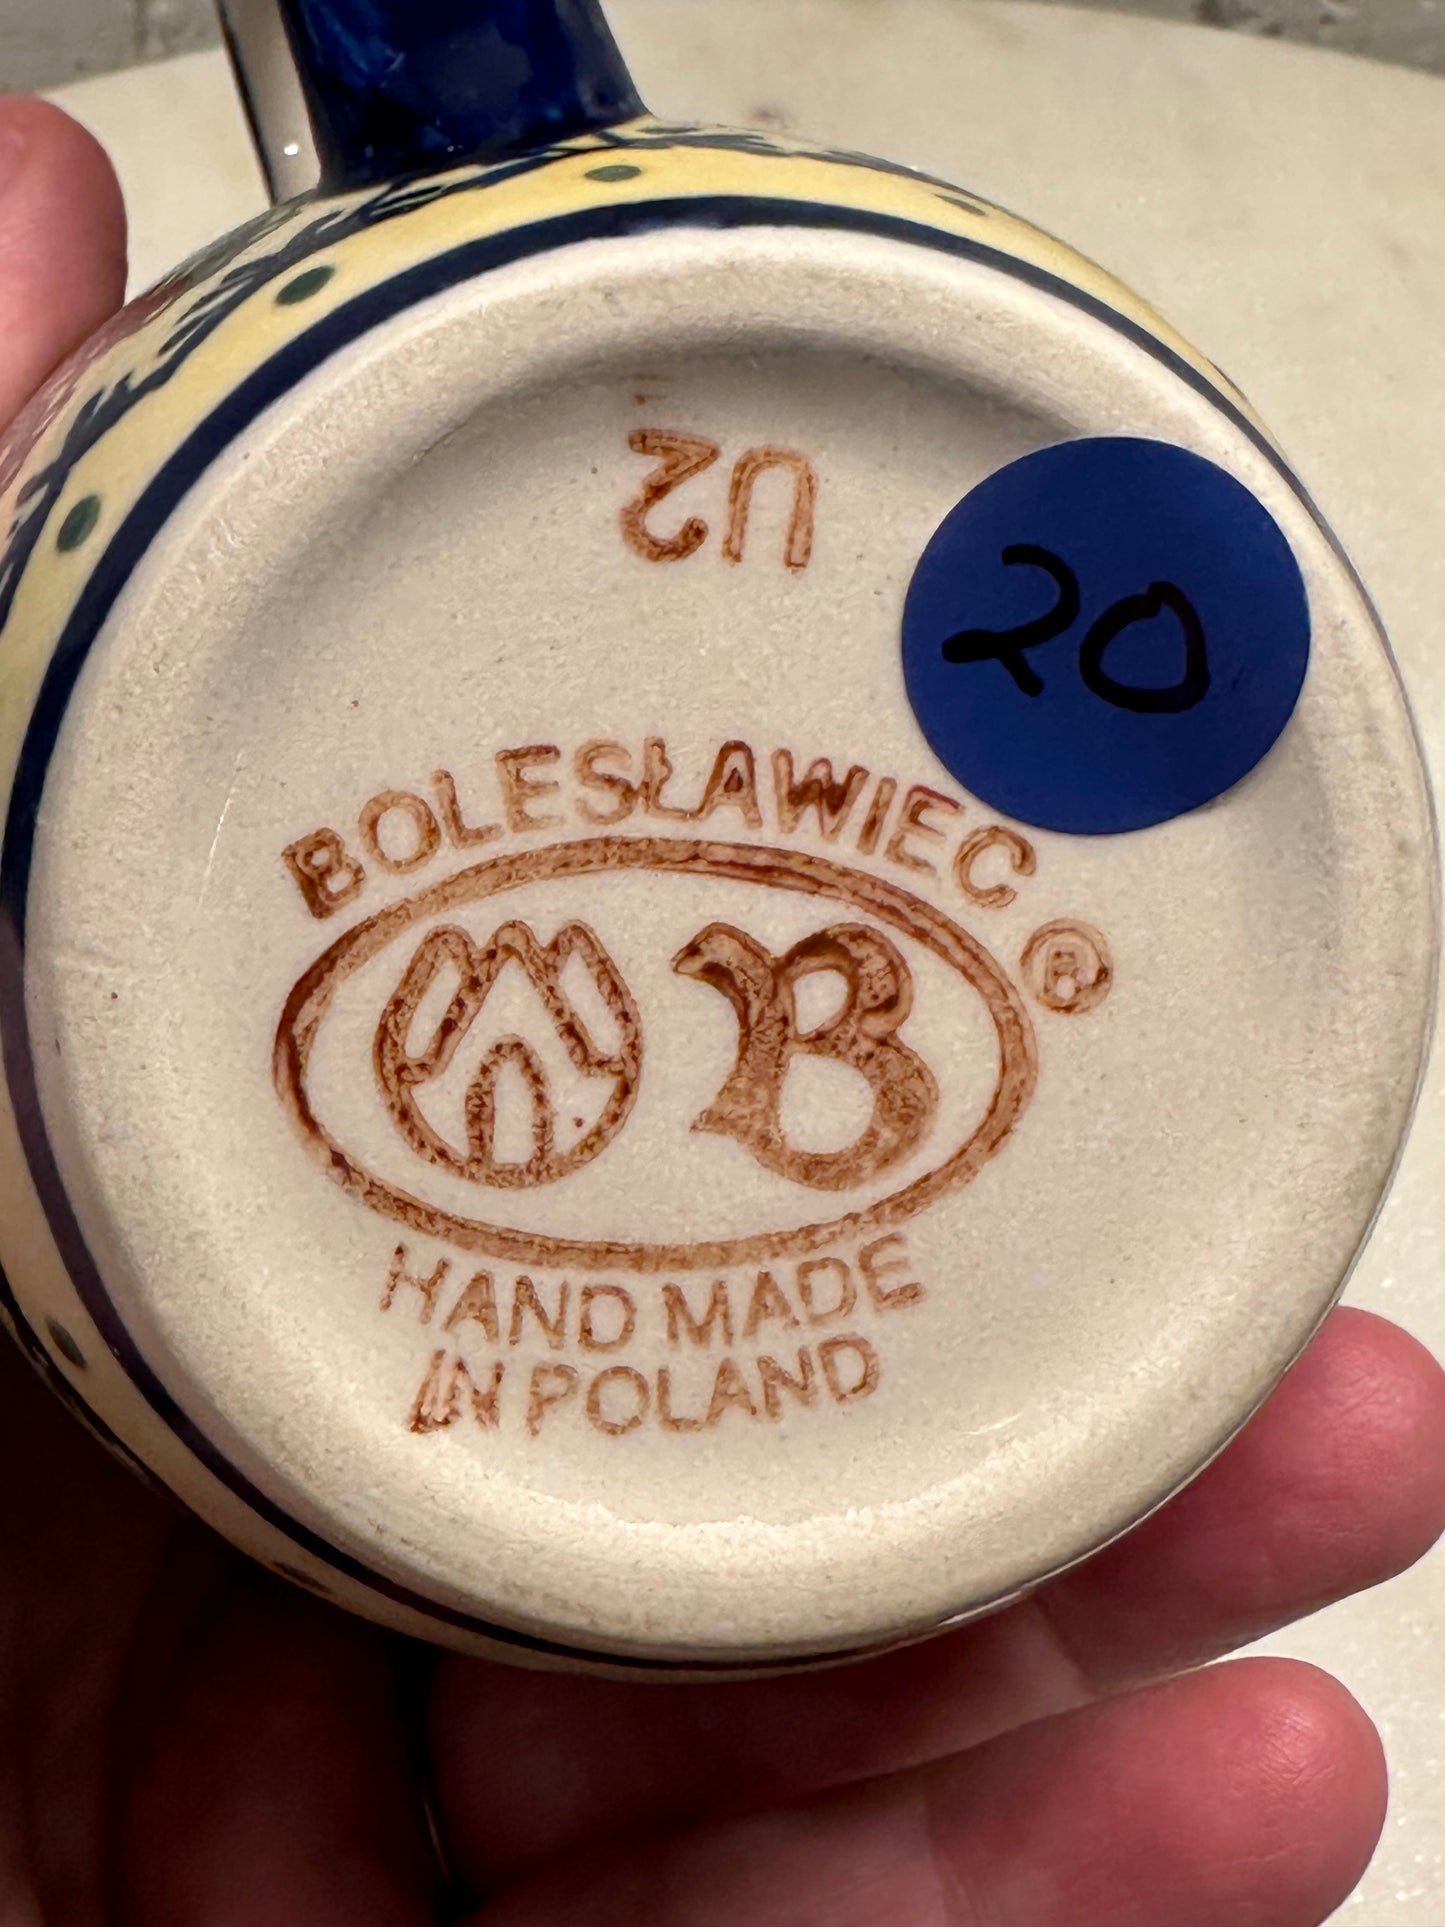 U2
20
BOLESŁAWIEC
®
B
HAND MADE
IN POLAND